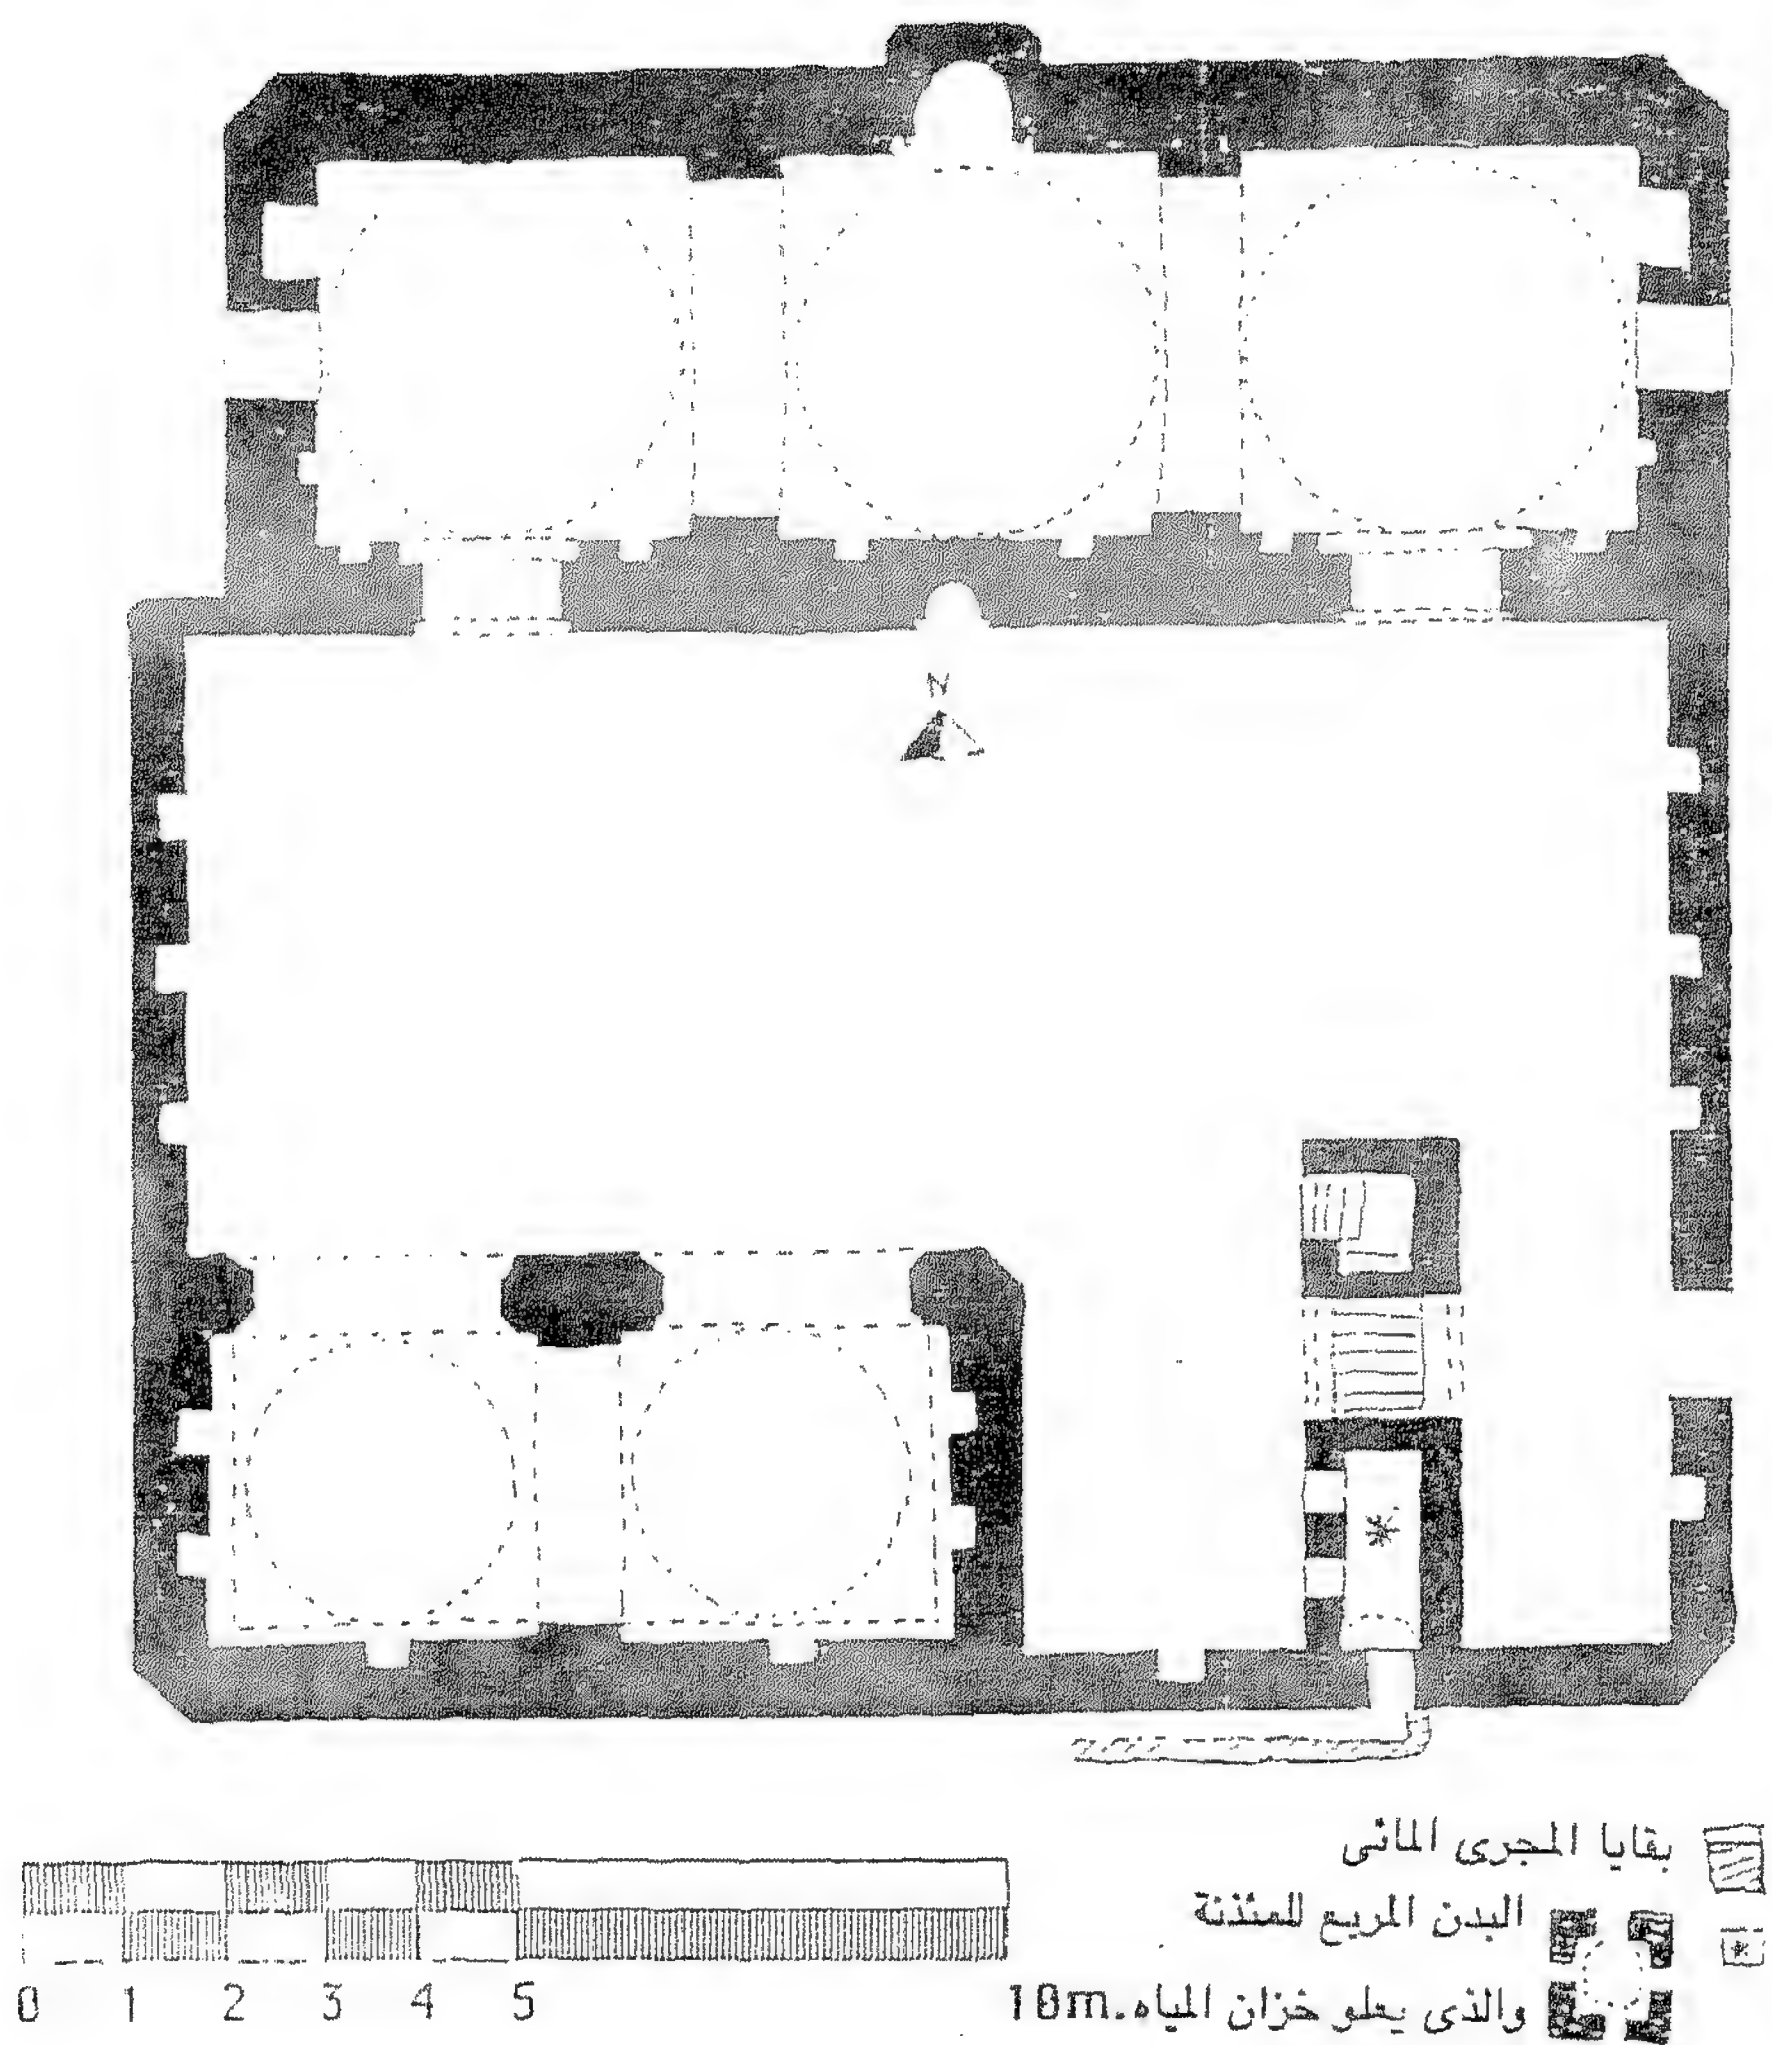 N
بقايا المجرى المائى
البدن المربع للمئذنة
والذى يعلو خزان المياه.
0 1 2 3 4 5 10m